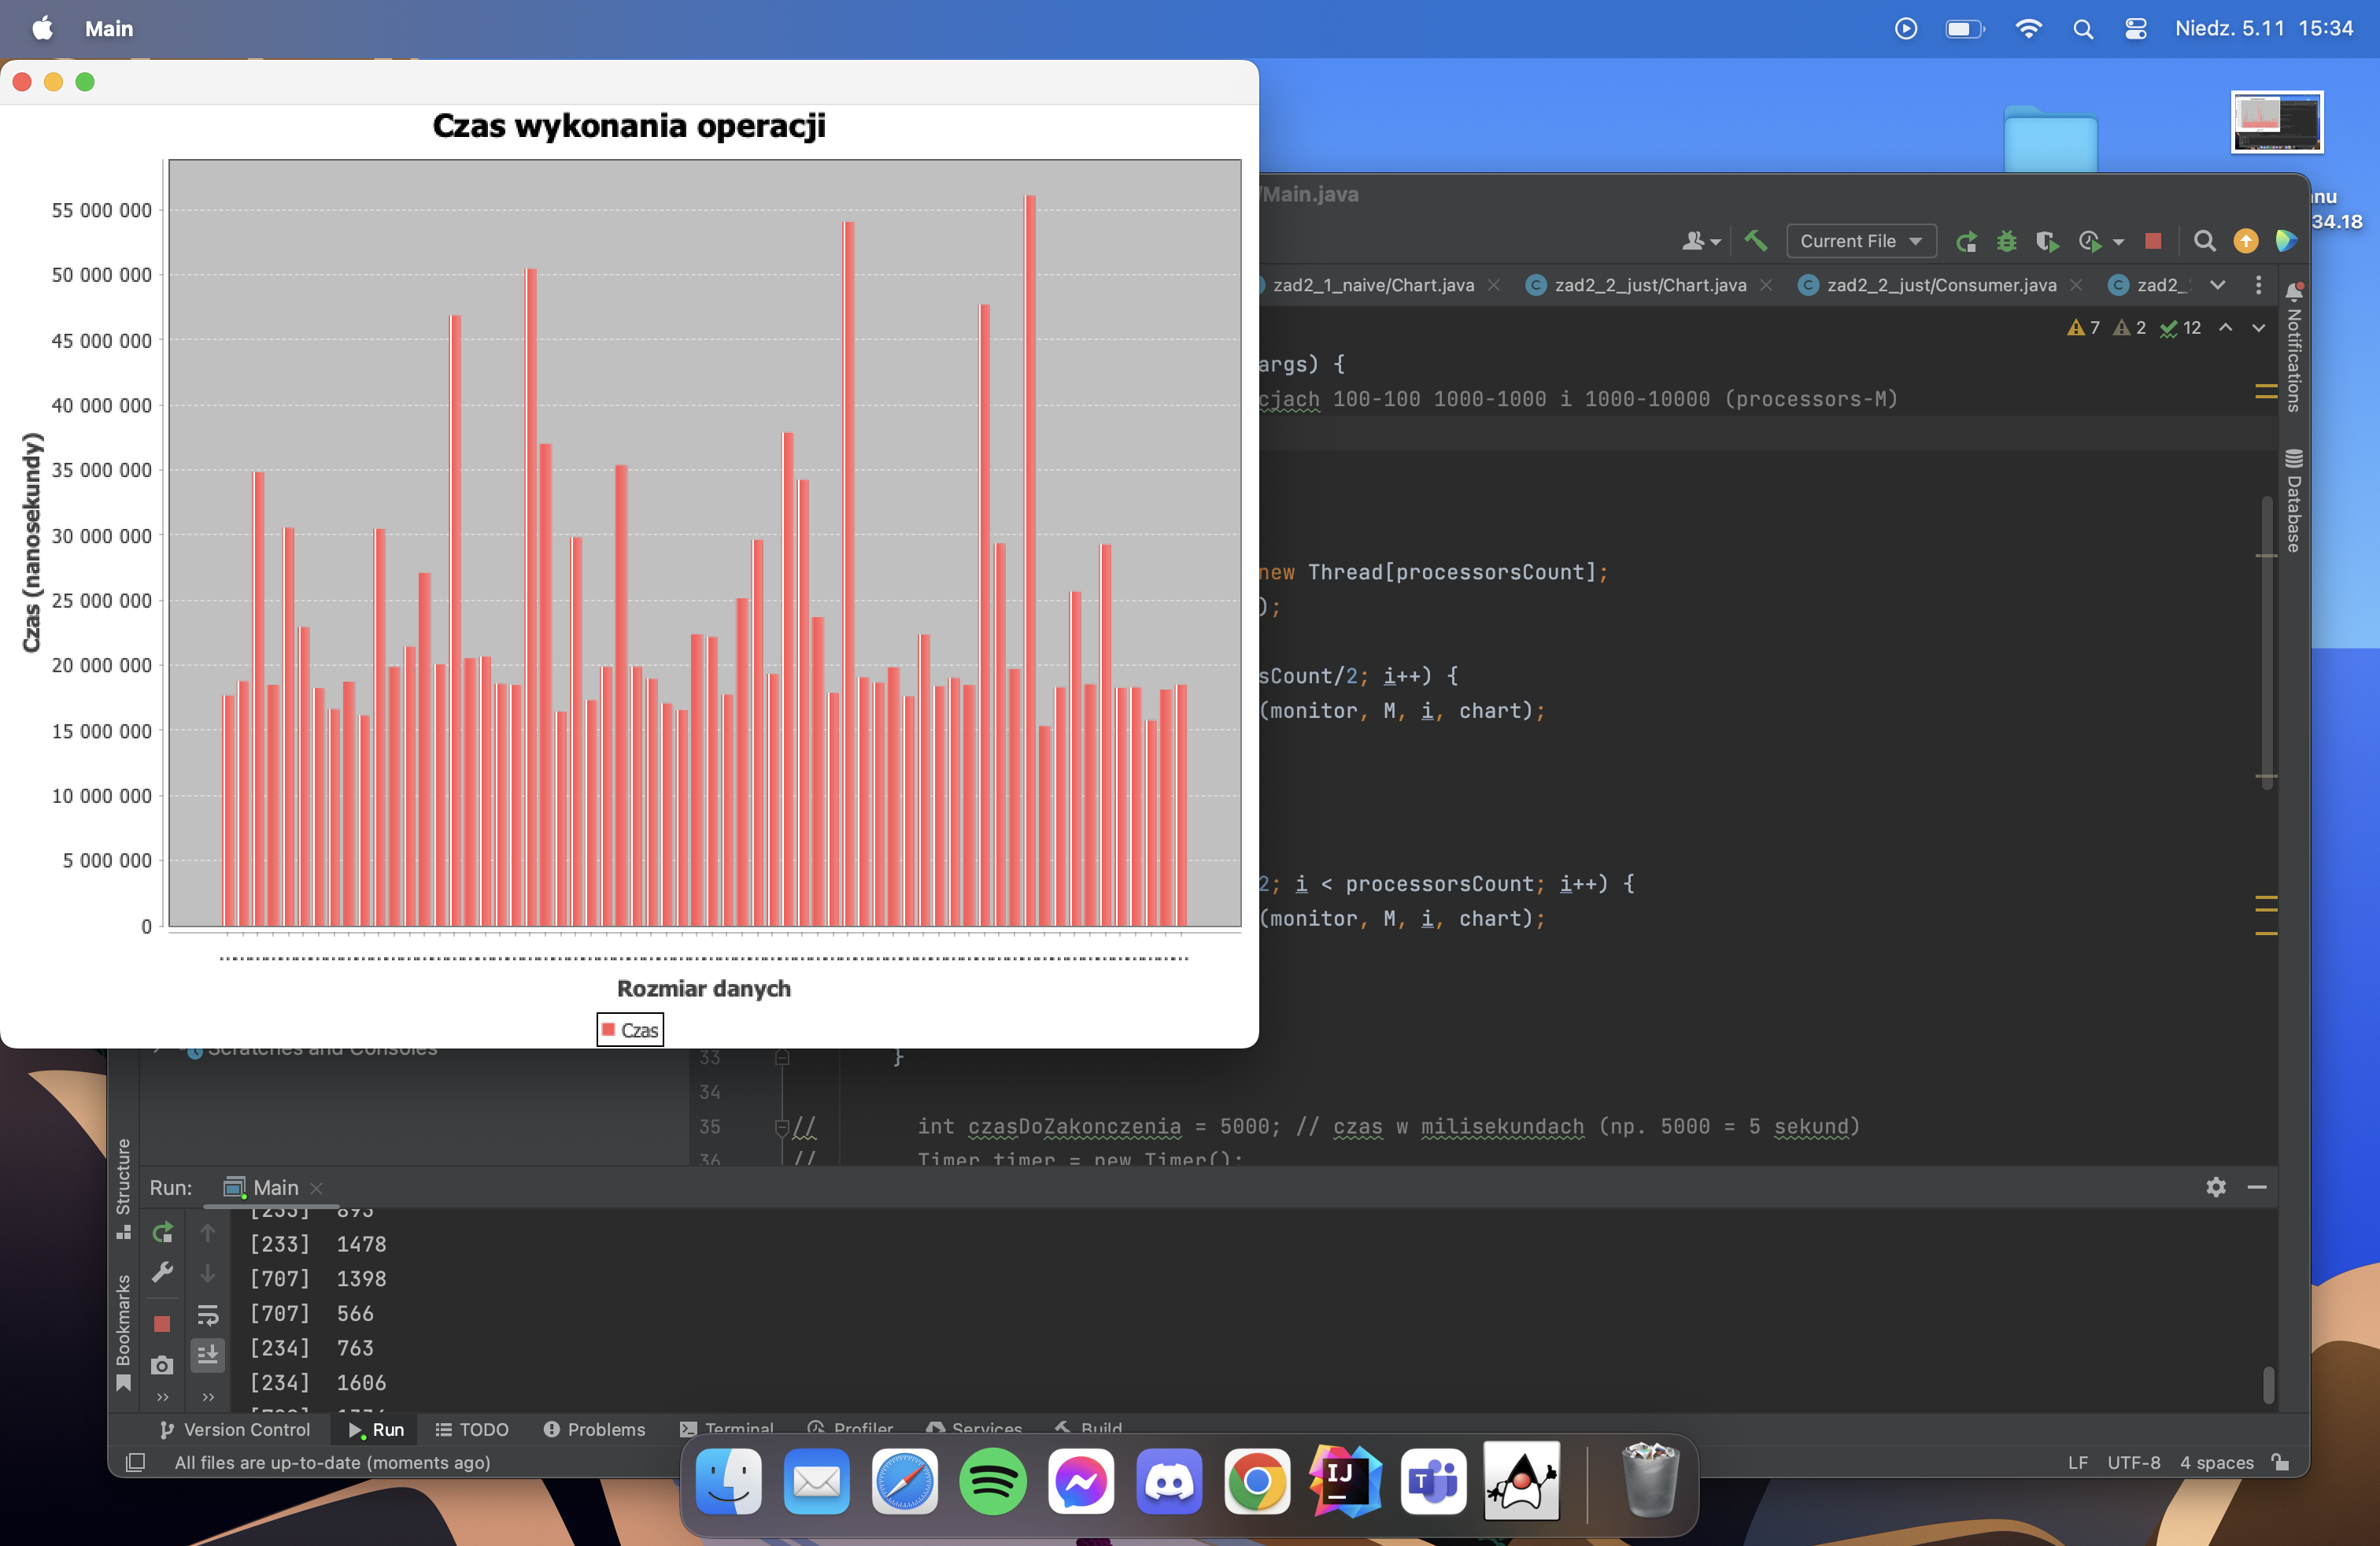 Main
Niedz. 5.11 15:34
Czas wykonania operacji
55 000 000
50 000 000
45 000 000
40 000 000
35 000 000
30 000 000
25 000 000
20 000 000
15 000 000
10 000 000
5 000 000
0
Czas (nanosekundy)
Rozmiar danych
Czas
nu
34.18
/Main.java
Current File
zad2_1_naive/Chart.java
zad2_2_just/Chart.java
zad2_2_just/Consumer.java
zad2_
7 2 12
Notifications
Database
args) {
cjach 100-100 1000-1000 i 1000-10000 (processors-M)
new Thread[processorsCount];
);
sCount/2; i++) {
(monitor, M, i, chart);
2; i < processorsCount; i++) {
(monitor, M, i, chart);
Scratches and Consoles
33 }
34
35 // int czasDoZakonczenia = 5000; // czas w milisekundach (np. 5000 = 5 sekund)
36 // Timer timer = new Timer();
Structure
Bookmarks
Run: Main
[233] 893
[233] 1478
[707] 1398
[707] 566
[234] 763
[234] 1606
Version Control
Run
TODO
Problems
Terminal
Profiler
Services
Build
All files are up-to-date (moments ago)
LF UTF-8 4 spaces
IJ
T